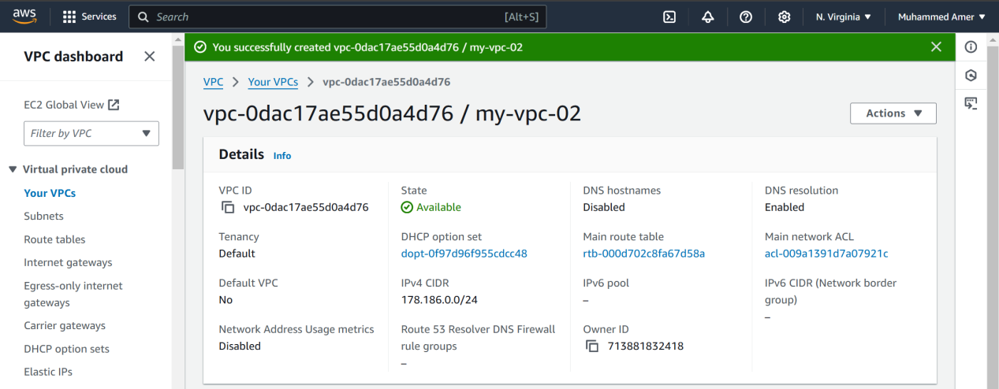 aws
Services
Search
[Alt+S]
N. Virginia
Muhammed Amer
VPC dashboard
EC2 Global View
Filter by VPC
Virtual private cloud
Your VPCs
Subnets
Route tables
Internet gateways
Egress-only internet
gateways
Carrier gateways
DHCP option sets
Elastic IPs
You successfully created vpc-0dac17ae55d0a4d76 / my-vpc-02
VPC > Your VPCs > vpc-0dac17ae55d0a4d76
vpc-0dac17ae55d0a4d76 / my-vpc-02
Actions
Details Info
VPC ID
vpc-0dac17ae55d0a4d76
State
Available
DNS hostnames
Disabled
DNS resolution
Enabled
Tenancy
Default
DHCP option set
dopt-0f97d96f955cdcc48
Main route table
rtb-000d702c8fa67d58a
Main network ACL
acl-009a1391d7a07921c
Default VPC
No
IPv4 CIDR
178.186.0.0/24
IPv6 pool
–
IPv6 CIDR (Network border
group)
–
Network Address Usage metrics
Disabled
Route 53 Resolver DNS Firewall
rule groups
–
Owner ID
713881832418